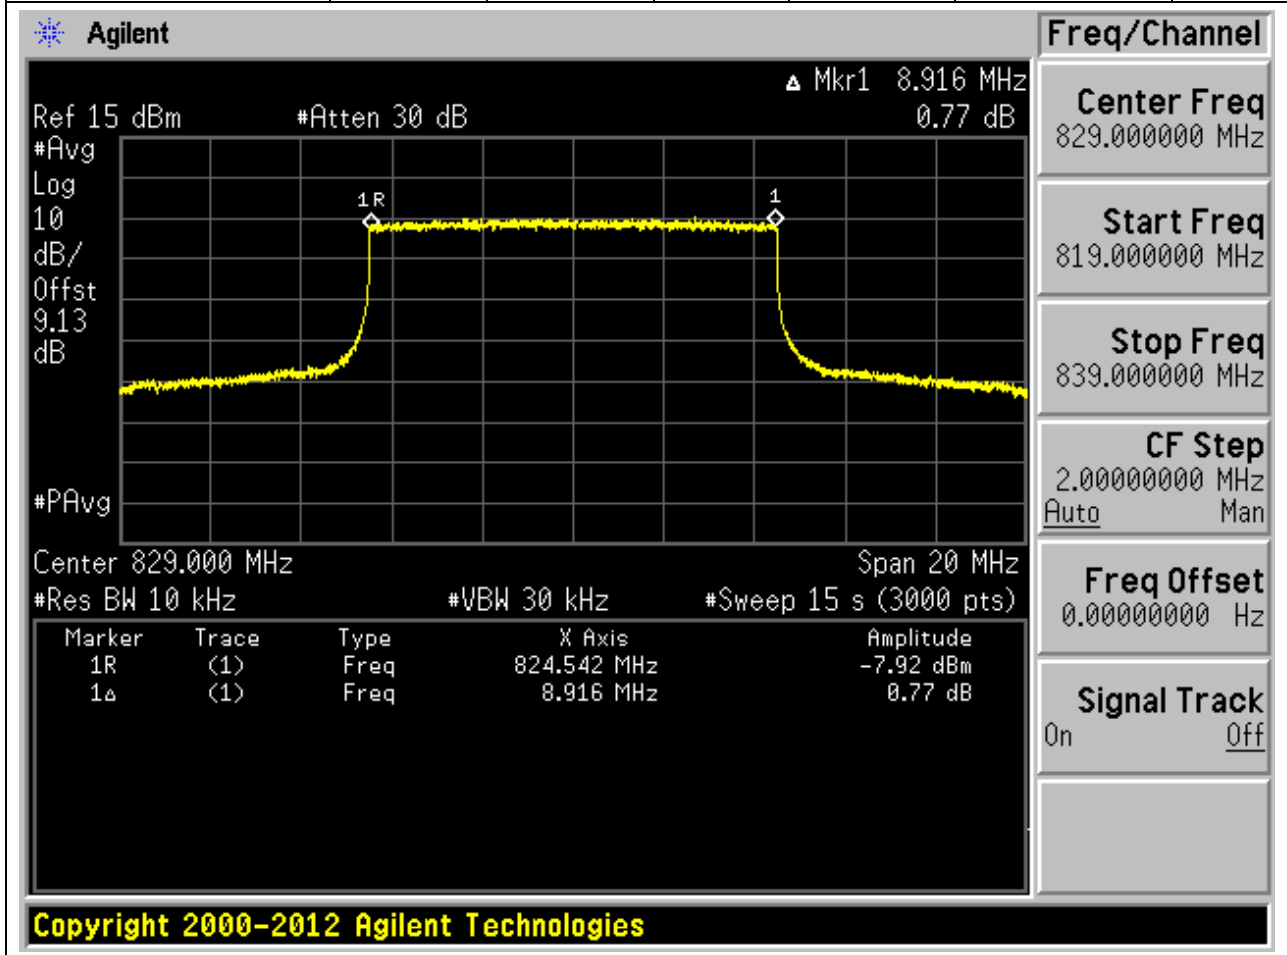 Agilent
Freq/Channel
Δ Mkr1 8.916 MHz
Ref 15 dBm #Atten 30 dB 0.77 dB
#Avg
Log
10
dB/
Offst
9.13
dB
1R
1
#PAvg
Center 829.000 MHz Span 20 MHz
#Res BW 10 kHz #VBW 30 kHz #Sweep 15 s (3000 pts)
Marker Trace Type X Axis Amplitude
1R (1) Freq 824.542 MHz -7.92 dBm
1Δ (1) Freq 8.916 MHz 0.77 dB
Center Freq
829.000000 MHz
Start Freq
819.000000 MHz
Stop Freq
839.000000 MHz
CF Step
2.00000000 MHz
Auto Man
Freq Offset
0.00000000 Hz
Signal Track
On Off
Copyright 2000-2012 Agilent Technologies